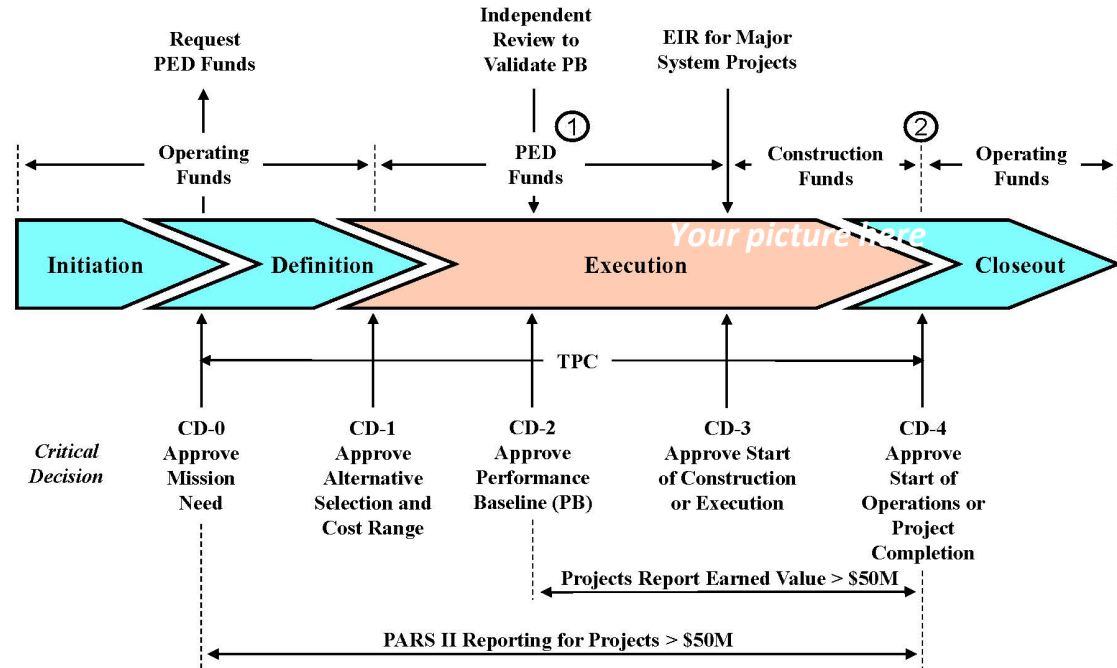 Request
PED Funds
Independent
Review to
Validate PB
EIR for Major
System Projects
1
2
Operating
Funds
PED
Funds
Construction
Funds
Operating
Funds
Your picture here
Initiation
Definition
Execution
Closeout
TPC
Critical
Decision
CD-0
Approve
Mission
Need
CD-1
Approve
Alternative
Selection and
Cost Range
CD-2
Approve
Performance
Baseline (PB)
CD-3
Approve Start
of Construction
or Execution
CD-4
Approve
Start of
Operations or
Project
Completion
Projects Report Earned Value > $50M
PARS II Reporting for Projects > $50M